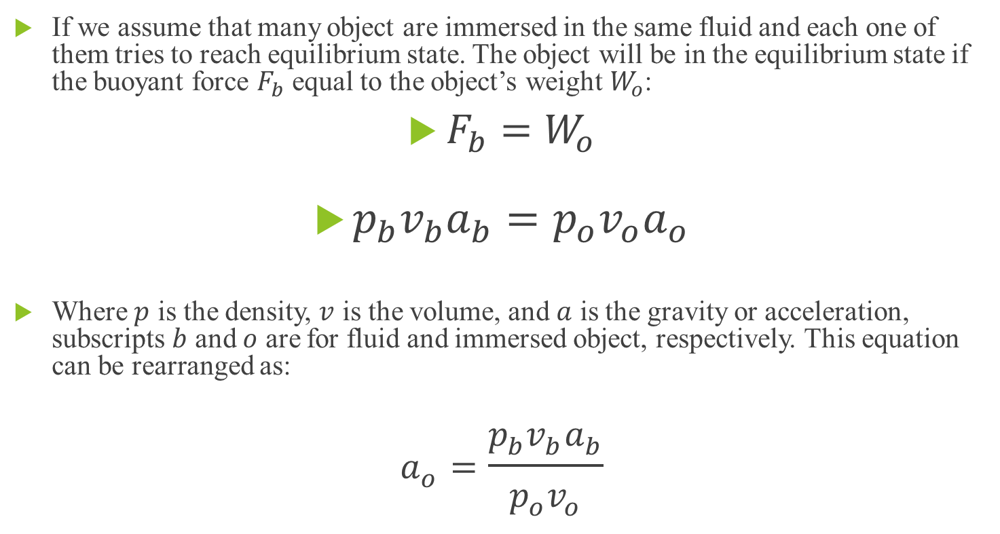 ▶ If we assume that many object are immersed in the same fluid and each one of
them tries to reach equilibrium state. The object will be in the equilibrium state if
the buoyant force F_b equal to the object’s weight W_o:
▶ F_b = W_o
▶ p_b v_b a_b = p_o v_o a_o
▶ Where p is the density, v is the volume, and a is the gravity or acceleration,
subscripts b and o are for fluid and immersed object, respectively. This equation
can be rearranged as:
a_o = \frac{p_b v_b a_b}{p_o v_o}